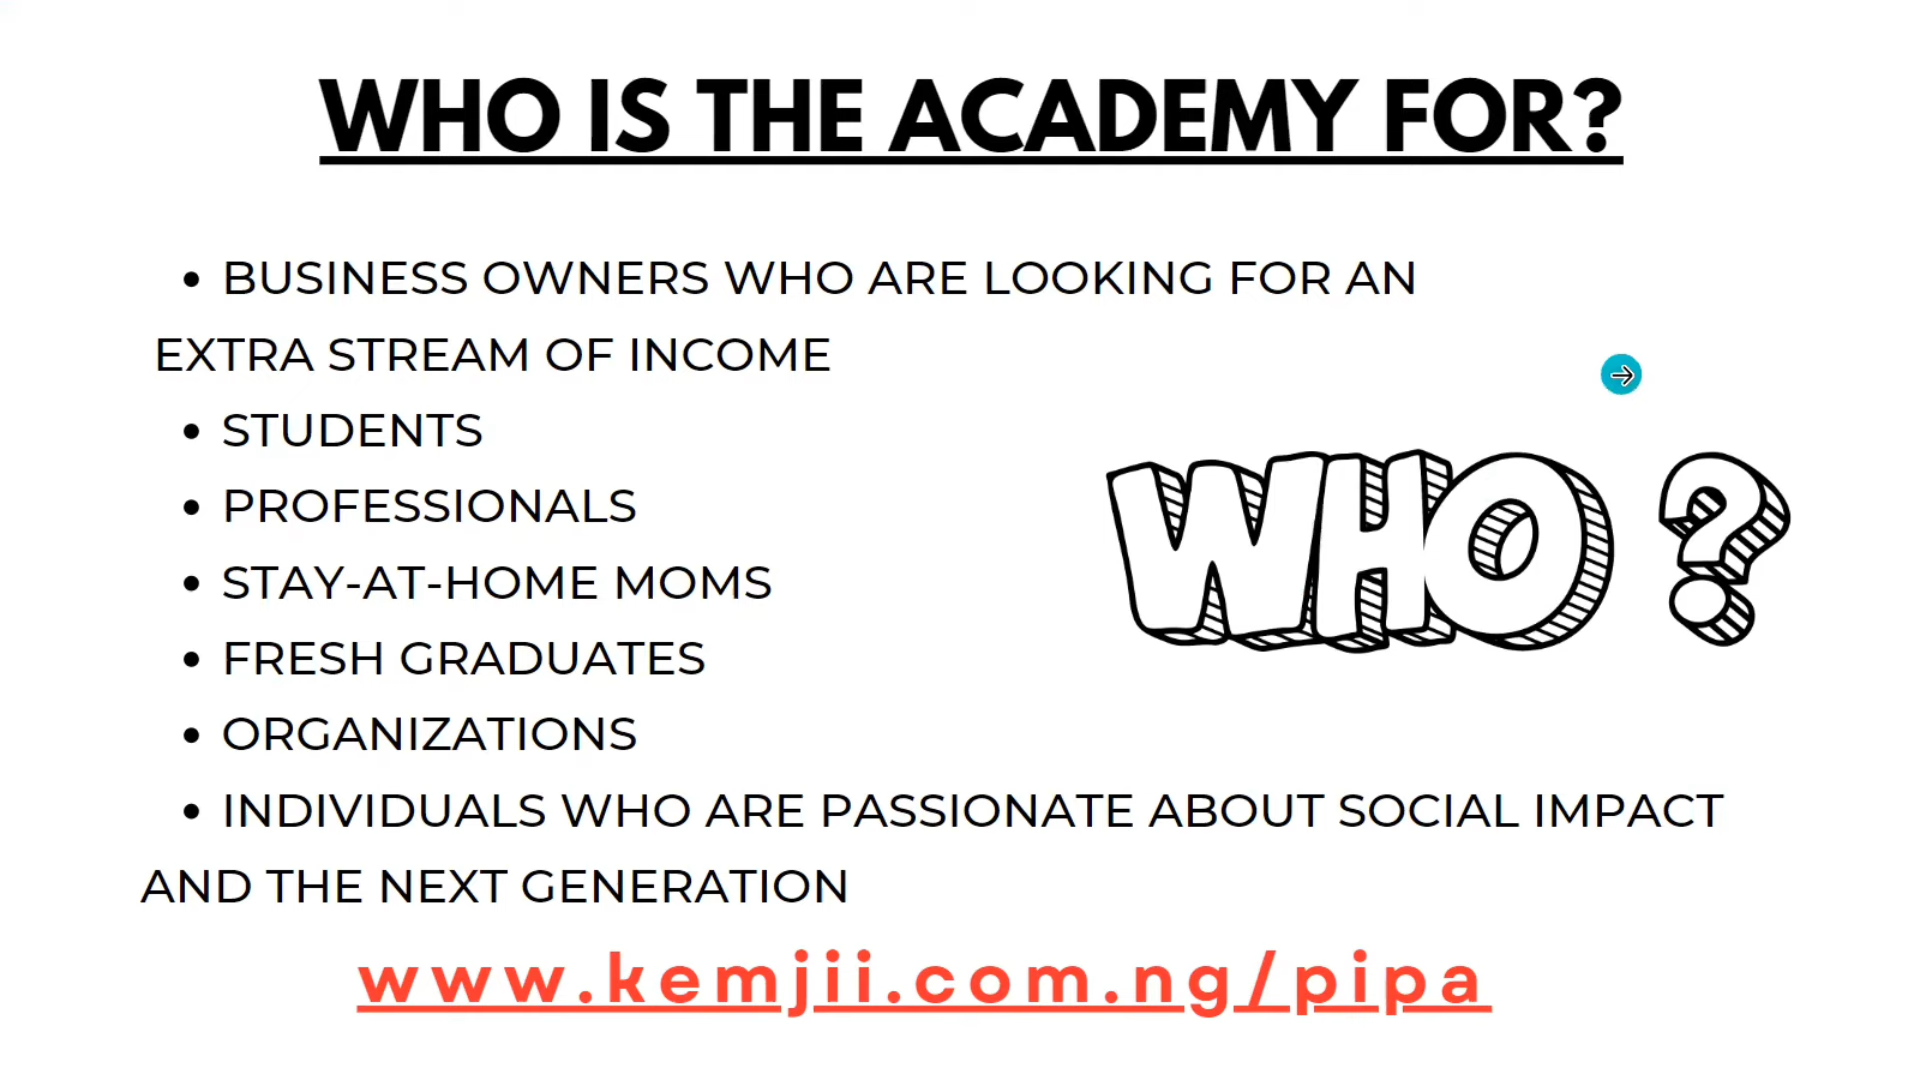 WHO IS THE ACADEMY FOR?
• BUSINESS OWNERS WHO ARE LOOKING FOR AN
EXTRA STREAM OF INCOME
• STUDENTS
• PROFESSIONALS
• STAY-AT-HOME MOMS
• FRESH GRADUATES
• ORGANIZATIONS
• INDIVIDUALS WHO ARE PASSIONATE ABOUT SOCIAL IMPACT
AND THE NEXT GENERATION
WHO ?
www.kemjii.com.ng/pipa